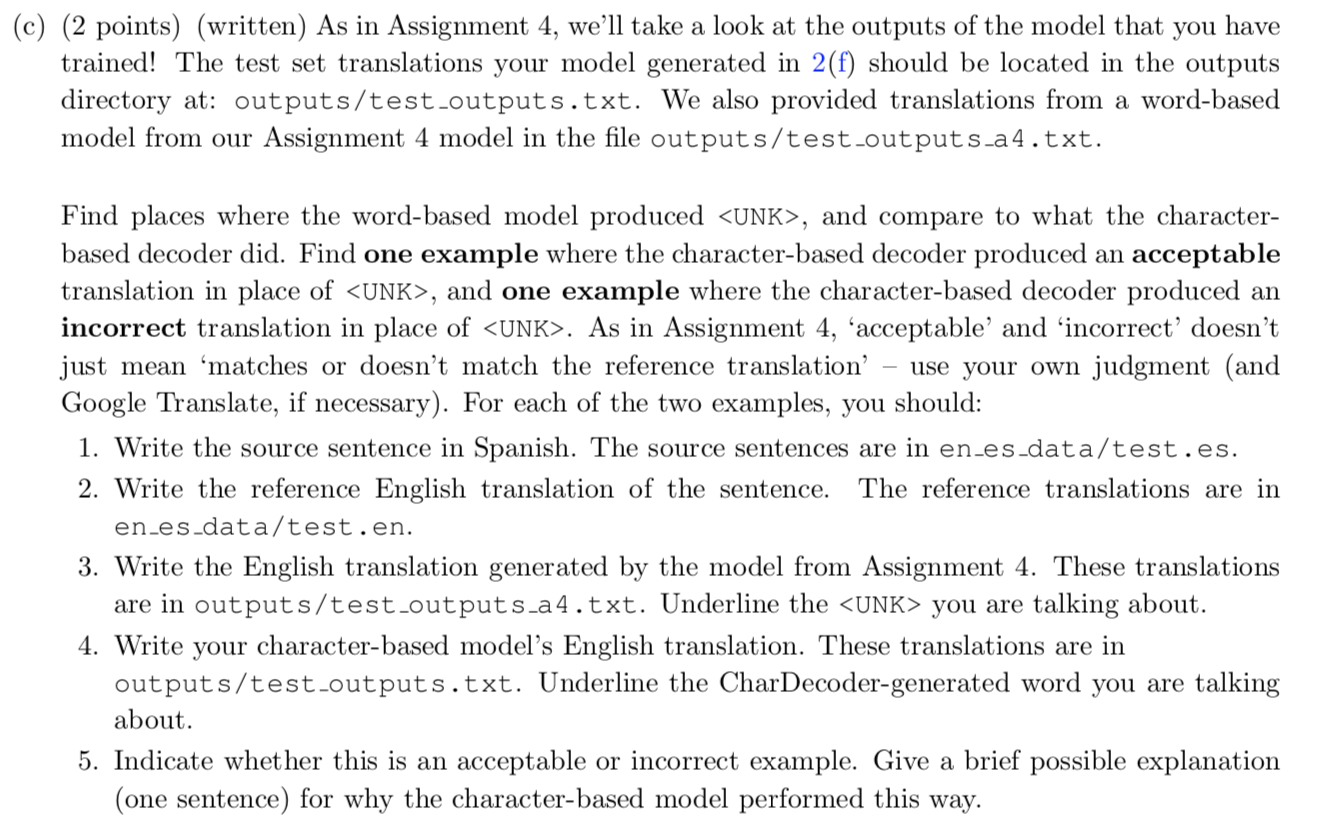 (c) (2 points) (written) As in Assignment 4, we'll take a look at the outputs of the model that you have
trained! The test set translations your model generated in 2(f) should be located in the outputs
directory at: outputs/test_outputs.txt. We also provided translations from a word-based
model from our Assignment 4 model in the file outputs/test_outputs_a4.txt.
Find places where the word-based model produced <UNK>, and compare to what the character-
based decoder did. Find one example where the character-based decoder produced an acceptable
translation in place of <UNK>, and one example where the character-based decoder produced an
incorrect translation in place of <UNK>. As in Assignment 4, 'acceptable' and 'incorrect' doesn't
just mean 'matches or doesn't match the reference translation' – use your own judgment (and
Google Translate, if necessary). For each of the two examples, you should:
1. Write the source sentence in Spanish. The source sentences are in en_es_data/test.es.
2. Write the reference English translation of the sentence. The reference translations are in
en_es_data/test.en.
3. Write the English translation generated by the model from Assignment 4. These translations
are in outputs/test_outputs_a4.txt. Underline the <UNK> you are talking about.
4. Write your character-based model's English translation. These translations are in
outputs/test_outputs.txt. Underline the CharDecoder-generated word you are talking
about.
5. Indicate whether this is an acceptable or incorrect example. Give a brief possible explanation
(one sentence) for why the character-based model performed this way.